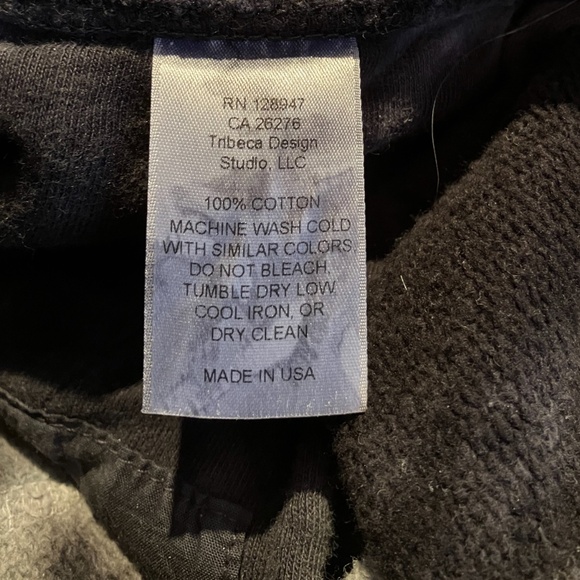 RN 128947
CA 26276
Tribeca Design
Studio, LLC
100% COTTON
MACHINE WASH COLD
WITH SIMILAR COLORS.
DO NOT BLEACH.
TUMBLE DRY LOW.
COOL IRON, OR
DRY CLEAN
MADE IN USA